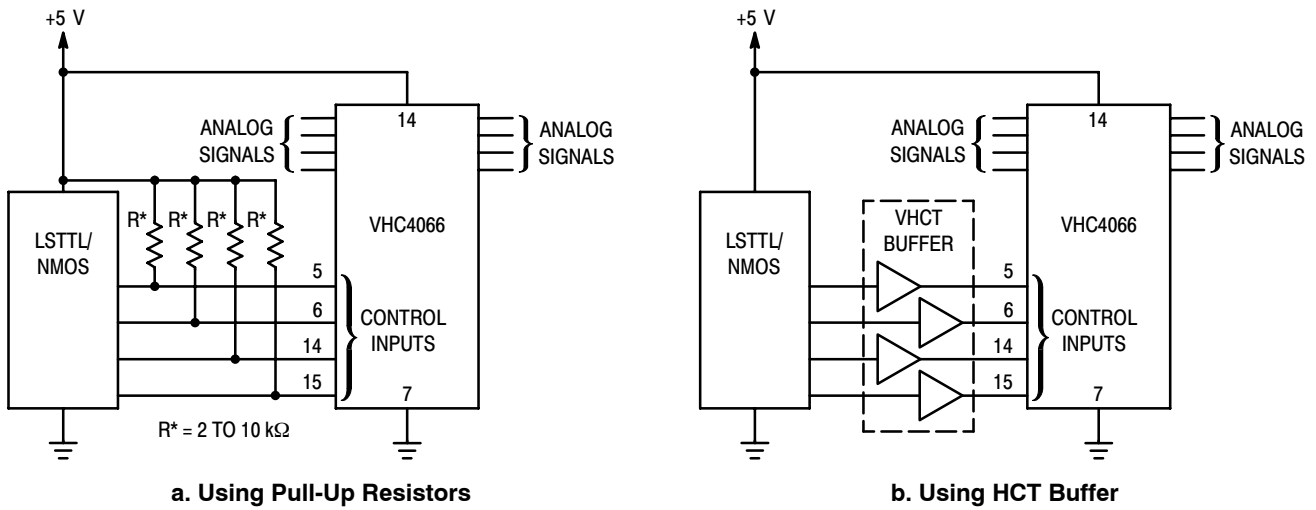 +5 V
14
ANALOG
SIGNALS
ANALOG
SIGNALS
R* R* R* R*
LSTTL/
NMOS
VHC4066
5
6
14
15
CONTROL
INPUTS
7
R* = 2 TO 10 kΩ
a. Using Pull-Up Resistors
+5 V
14
ANALOG
SIGNALS
ANALOG
SIGNALS
LSTTL/
NMOS
VHCT
BUFFER
VHC4066
5
6
14
15
CONTROL
INPUTS
7
b. Using HCT Buffer